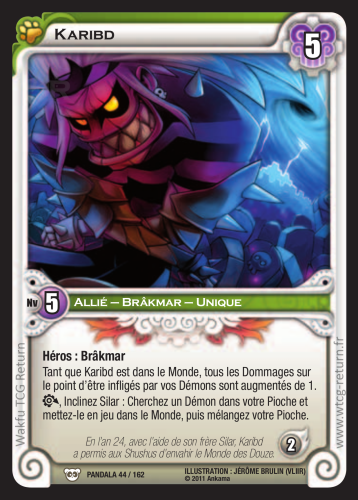 Karibd
5
Nv 5 Allié – Brâkmar – Unique
Héros : Brâkmar
Tant que Karibd est dans le Monde, tous les Dommages sur
le point d'être infligés par vos Démons sont augmentés de 1.
, Inclinez Silar : Cherchez un Démon dans votre Pioche et
mettez-le en jeu dans le Monde, puis mélangez votre Pioche.
En l'an 24, avec l'aide de son frère Silar, Karibd
a permis aux Shushus d'envahir le Monde des Douze.
2
PANDALA 44 / 162
ILLUSTRATION : JÉRÔME BRULIN (VLIIR)
© 2011 Ankama
Wakfu TCG Return
www.wtcg-return.fr